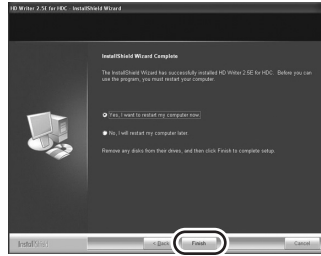 HD Writer 2.5E for HDC - InstallShield Wizard
InstallShield Wizard Complete
The InstallShield Wizard has successfully installed HD Writer 2.5E for HDC. Before you can
use the program, you must restart your computer.
Yes, I want to restart my computer now.
No, I will restart my computer later.
Remove any disks from their drives, and then click Finish to complete setup.
InstallShield
< Back
Finish
Cancel